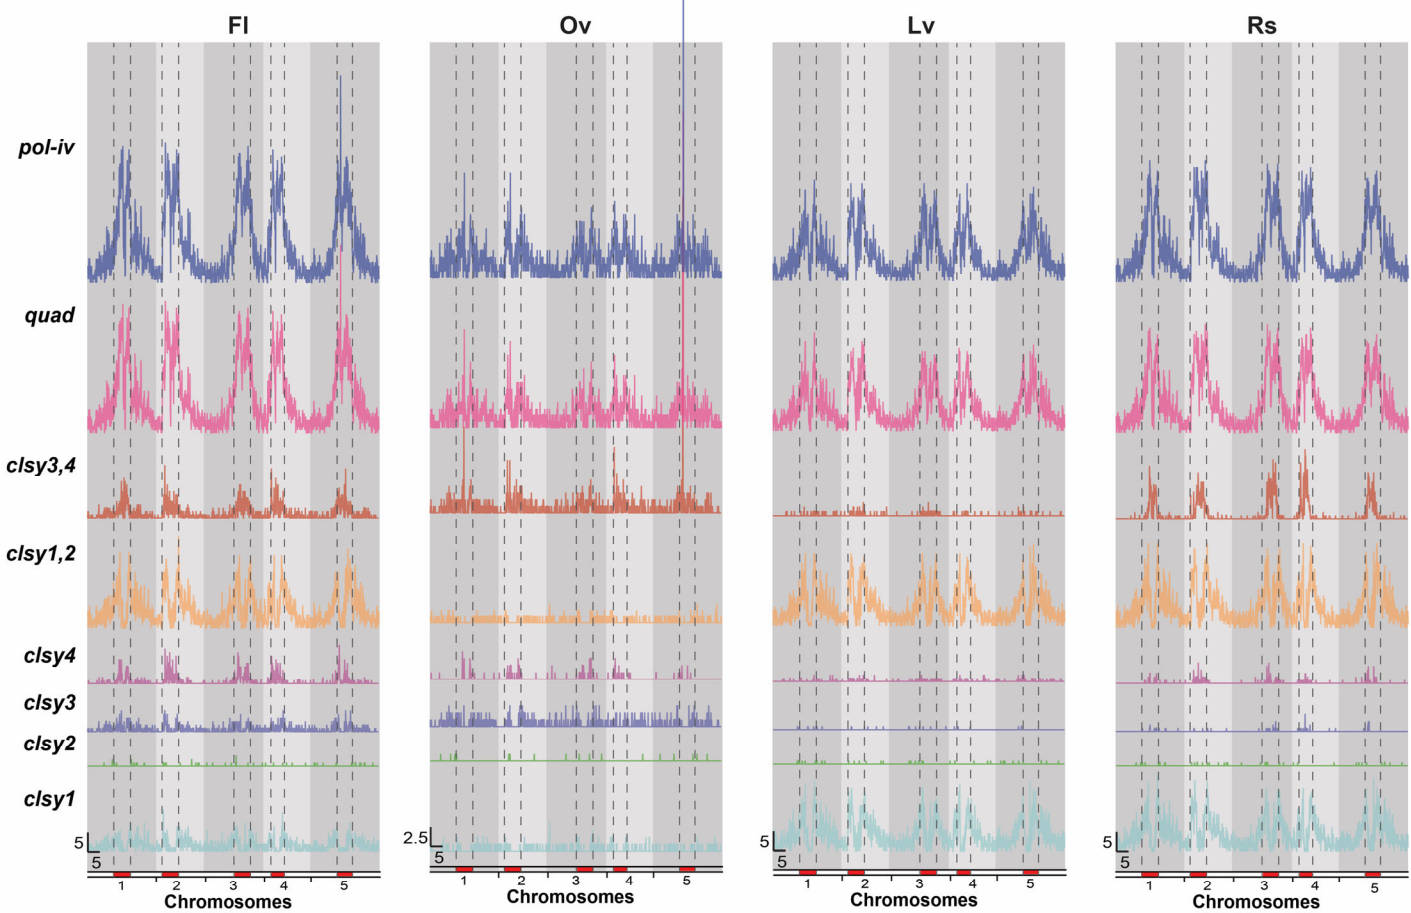 Fl Ov Lv Rs
pol-iv
quad
clsy3,4
clsy1,2
clsy4
clsy3
clsy2
clsy1
5 2.5 5 5
5 5 5 5
1 2 3 4 5 1 2 3 4 5 1 2 3 4 5 1 2 3 4 5
Chromosomes Chromosomes Chromosomes Chromosomes